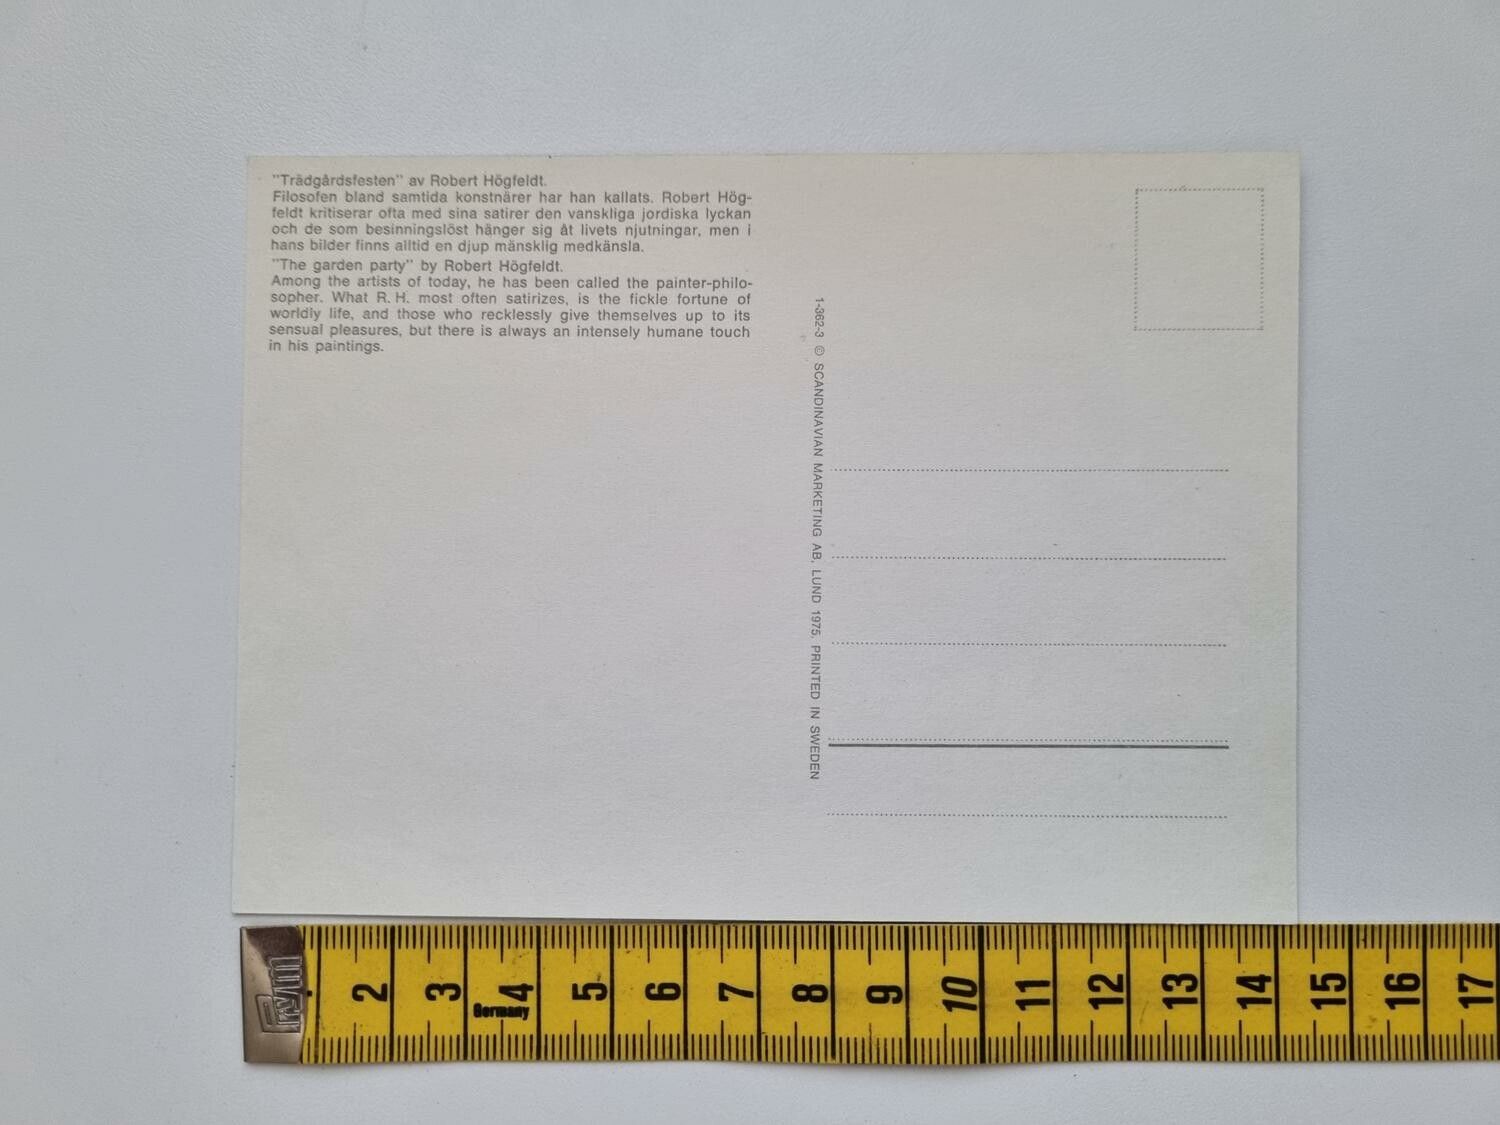 "Trädgårdsfesten" av Robert Högfeldt.
Filosofen bland samtida konstnärer har han kallats. Robert Hög-
feldt kritiserar ofta med sina satirer den vanskliga jordiska lyckan
och de som besinningslöst hänger sig åt livets njutningar, men i
hans bilder finns alltid en djup mänsklig medkänsla.
"The garden party" by Robert Högfeldt.
Among the artists of today, he has been called the painter-philo-
sopher. What R. H. most often satirizes, is the fickle fortune of
worldly life, and those who recklessly give themselves up to its
sensual pleasures, but there is always an intensely humane touch
in his paintings.
1-362-3 © SCANDINAVIAN MARKETING AB, LUND 1975. PRINTED IN SWEDEN
Prym
2 3 4 5 6 7 8 9 10 11 12 13 14 15 16 17
Germany